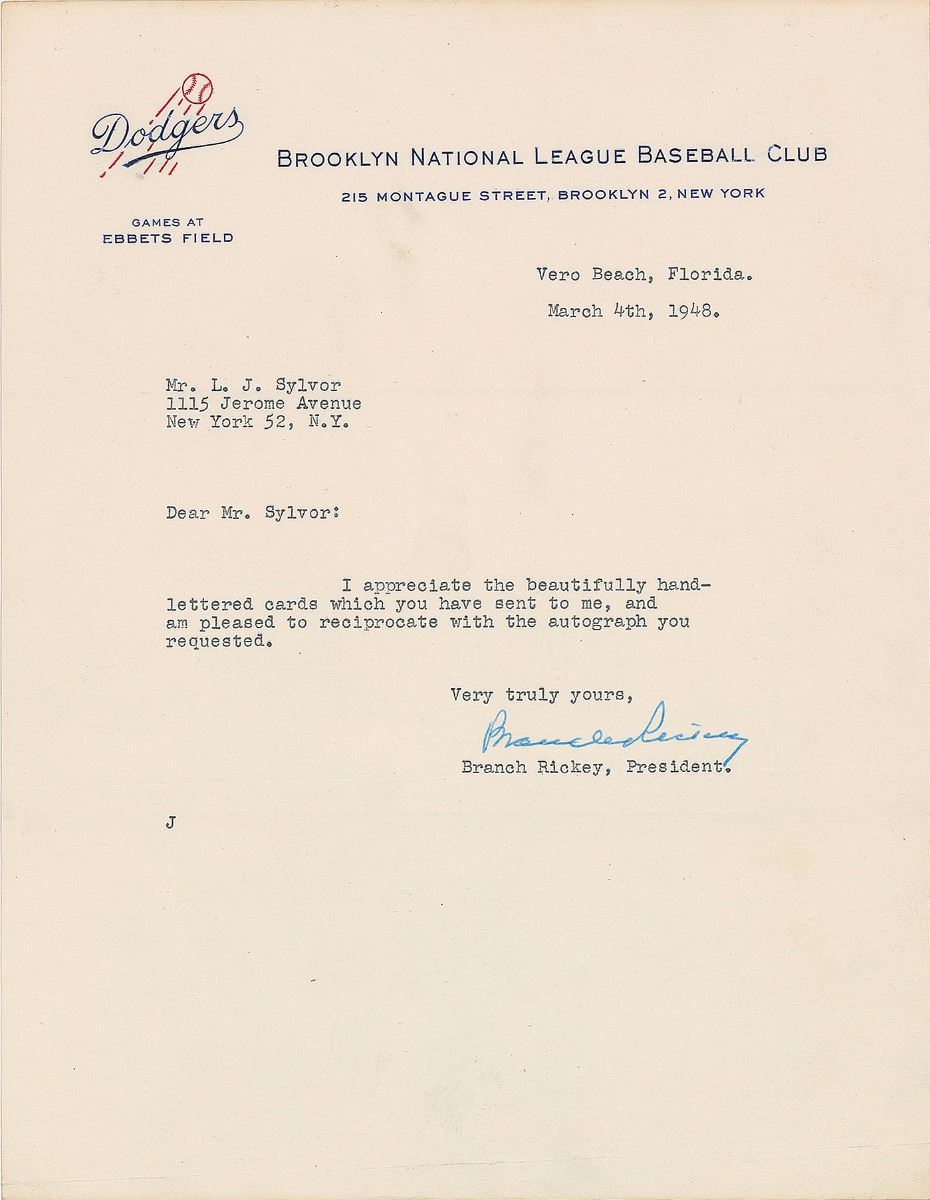 Dodgers
BROOKLYN NATIONAL LEAGUE BASEBALL CLUB
215 MONTAGUE STREET, BROOKLYN 2, NEW YORK
GAMES AT
EBBETS FIELD
Vero Beach, Florida.
March 4th, 1948.
Mr. L. J. Sylvor
1115 Jerome Avenue
New York 52, N.Y.
Dear Mr. Sylvor:
I appreciate the beautifully hand-
lettered cards which you have sent to me, and
am pleased to reciprocate with the autograph you
requested.
Very truly yours,
Branch Rickey
Branch Rickey, President.
J